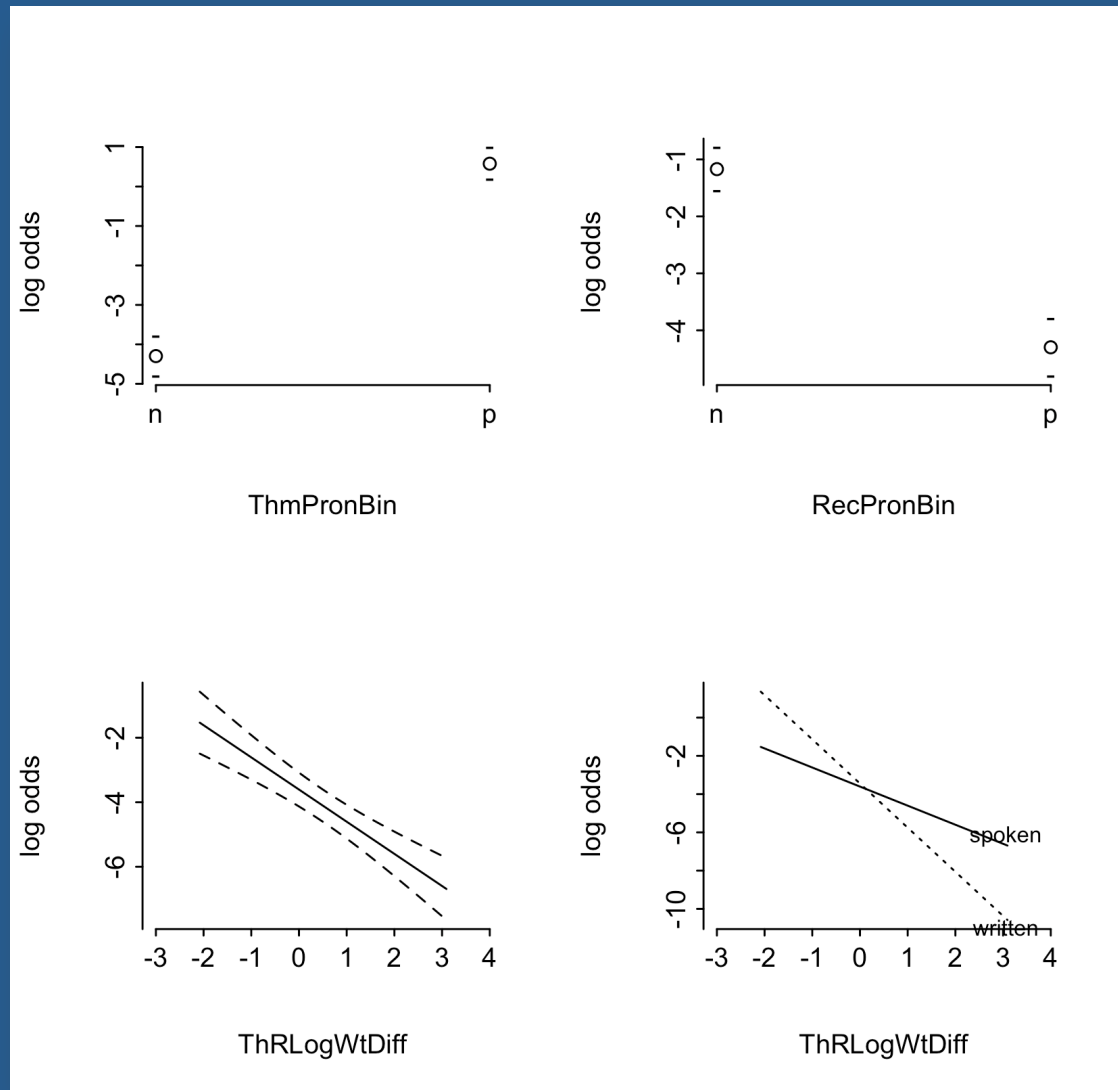 log odds
1
-1
-3
-5
n
p
ThmPronBin
log odds
-1
-2
-3
-4
n
p
RecPronBin
log odds
-2
-4
-6
-3 -2 -1 0 1 2 3 4
ThRLogWtDiff
log odds
-2
-6
-10
spoken
written
-3 -2 -1 0 1 2 3 4
ThRLogWtDiff